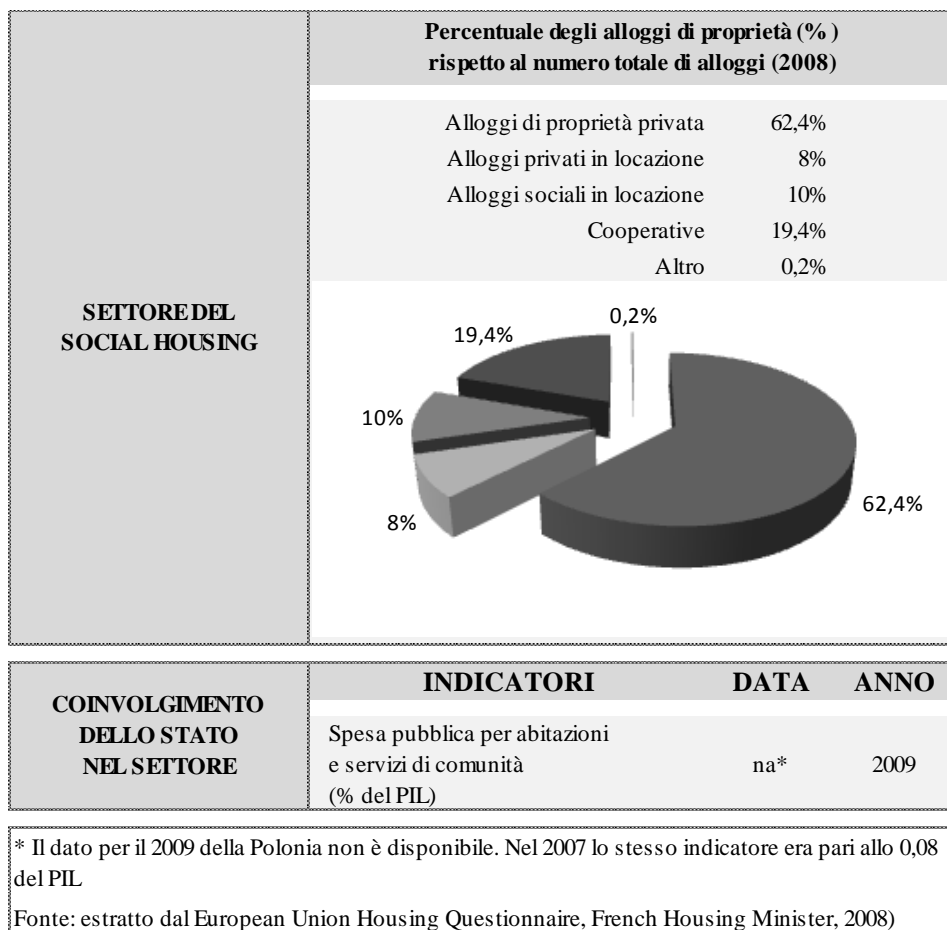 Percentuale degli alloggi di proprietà (%)
rispetto al numero totale di alloggi (2008)
Alloggi di proprietà privata 62,4%
Alloggi privati in locazione 8%
Alloggi sociali in locazione 10%
Cooperative 19,4%
Altro 0,2%
SETTORE DEL
SOCIAL HOUSING
0,2%
19,4%
10%
62,4%
8%
INDICATORI DATA ANNO
COINVOLGIMENTO
DELLO STATO
NEL SETTORE
Spesa pubblica per abitazioni
e servizi di comunità na* 2009
(% del PIL)
* Il dato per il 2009 della Polonia non è disponibile. Nel 2007 lo stesso indicatore era pari allo 0,08
del PIL
Fonte: estratto dal European Union Housing Questionnaire, French Housing Minister, 2008)